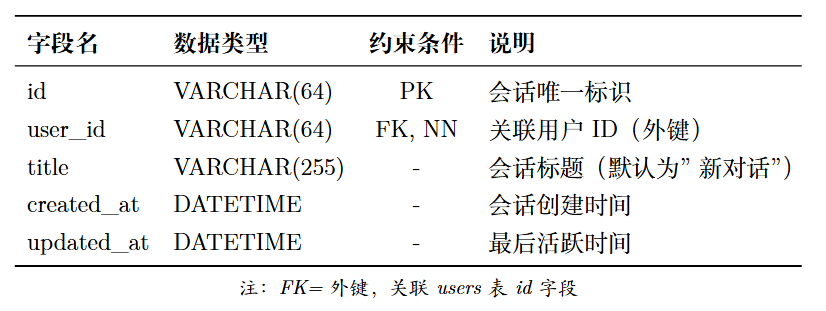 字段名 数据类型 约束条件 说明
id VARCHAR(64) PK 会话唯一标识
user_id VARCHAR(64) FK, NN 关联用户 ID（外键）
title VARCHAR(255) - 会话标题（默认为” 新对话”）
created_at DATETIME - 会话创建时间
updated_at DATETIME - 最后活跃时间
注：FK= 外键，关联 users 表 id 字段